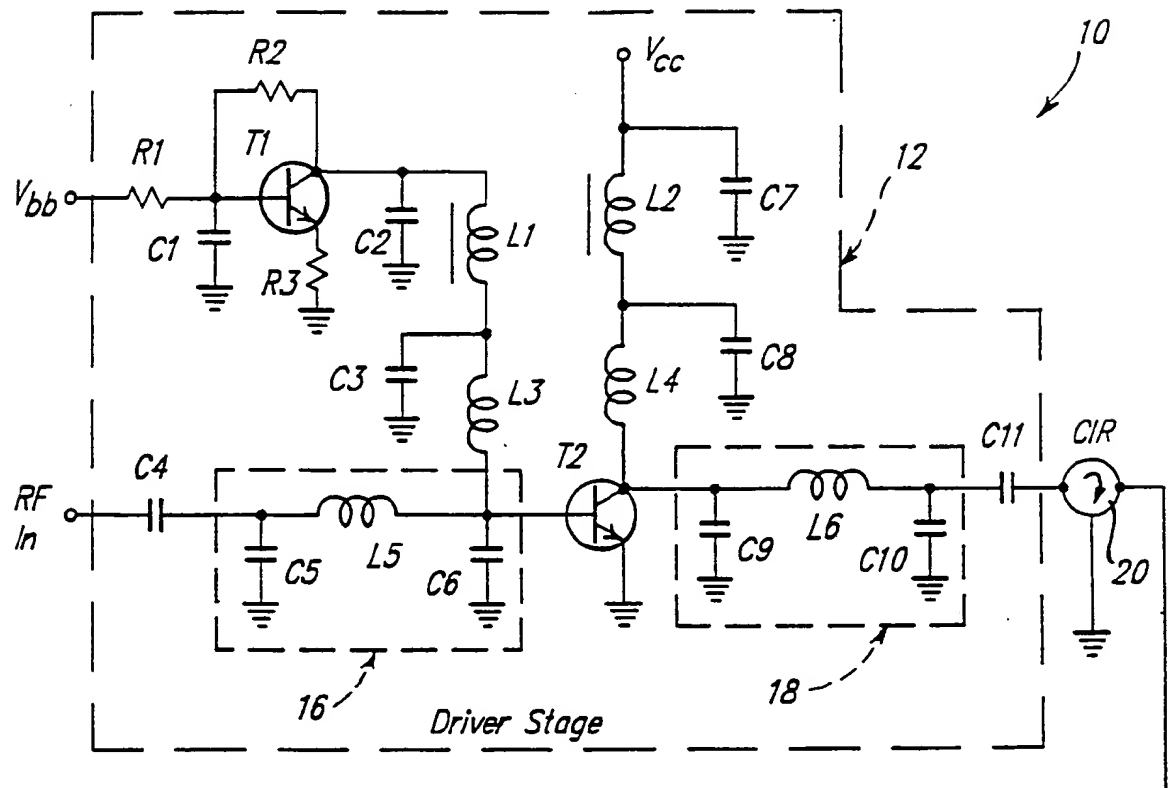 10
R2
Vcc
T1
R1
12
Vbb
L2
C7
C1
C2
L1
R3
C3
L3
L4
C8
C4
T2
C11
CIR
RF
In
C5
L5
C6
C9
L6
C10
20
16
18
Driver Stage